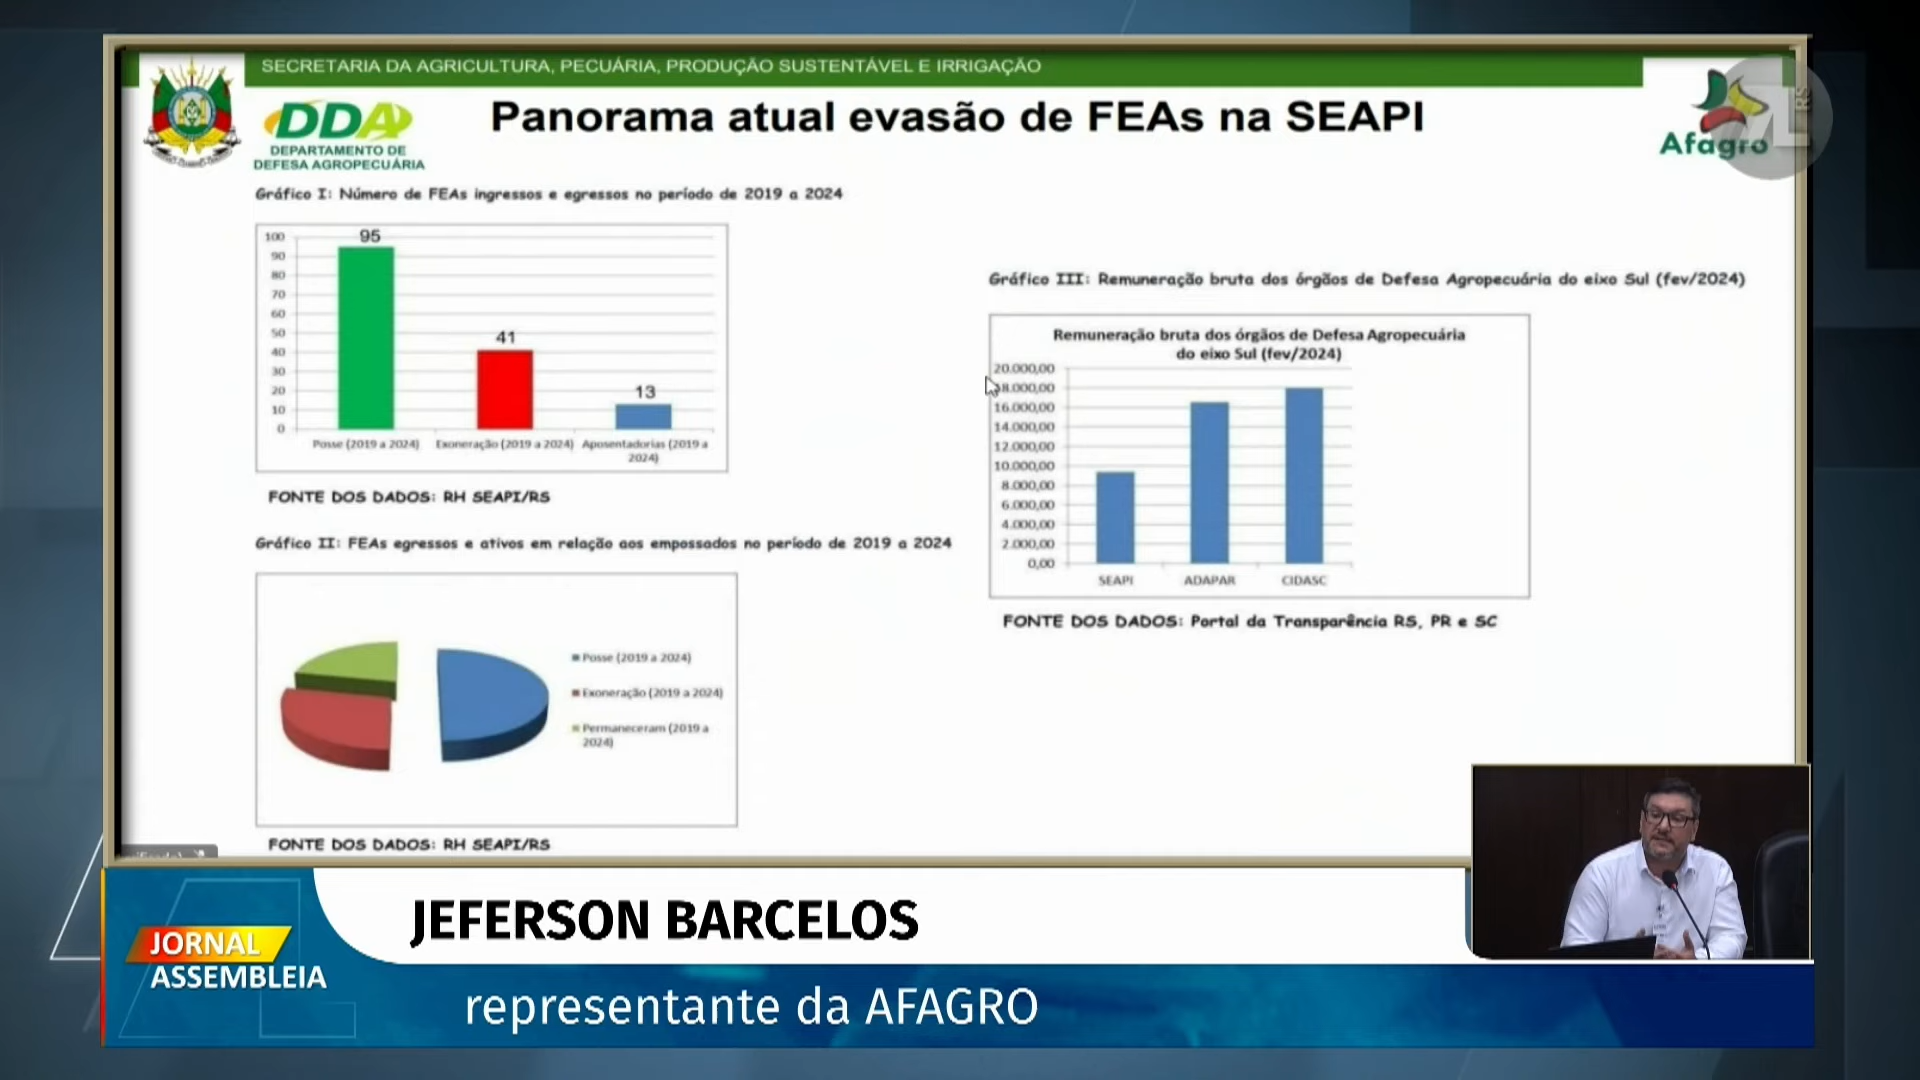 SECRETARIA DA AGRICULTURA, PECUÁRIA, PRODUÇÃO SUSTENTÁVEL E IRRIGAÇÃO
DDA
DEPARTAMENTO DE
DEFESA AGROPECUÁRIA
Panorama atual evasão de FEAs na SEAPI
Afagro
RS
Gráfico I: Número de FEAs ingressos e egressos no período de 2019 a 2024
100
90
80
70
60
50
40
30
20
10
0
95
41
13
Posse (2019 a 2024)
Exoneração (2019 a 2024)
Aposentadorias (2019 a
2024)
FONTE DOS DADOS: RH SEAPI/RS
Gráfico II: FEAs egressos e ativos em relação aos empossados no período de 2019 a 2024
Posse (2019 a 2024)
Exoneração (2019 a 2024)
Permaneceram (2019 a
2024)
FONTE DOS DADOS: RH SEAPI/RS
Gráfico III: Remuneração bruta dos órgãos de Defesa Agropecuária do eixo Sul (fev/2024)
Remuneração bruta dos órgãos de Defesa Agropecuária
do eixo Sul (fev/2024)
20.000,00
18.000,00
16.000,00
14.000,00
12.000,00
10.000,00
8.000,00
6.000,00
4.000,00
2.000,00
0,00
SEAPI
ADAPAR
CIDASC
FONTE DOS DADOS: Portal da Transparência RS, PR e SC
JORNAL
ASSEMBLEIA
JEFERSON BARCELOS
representante da AFAGRO